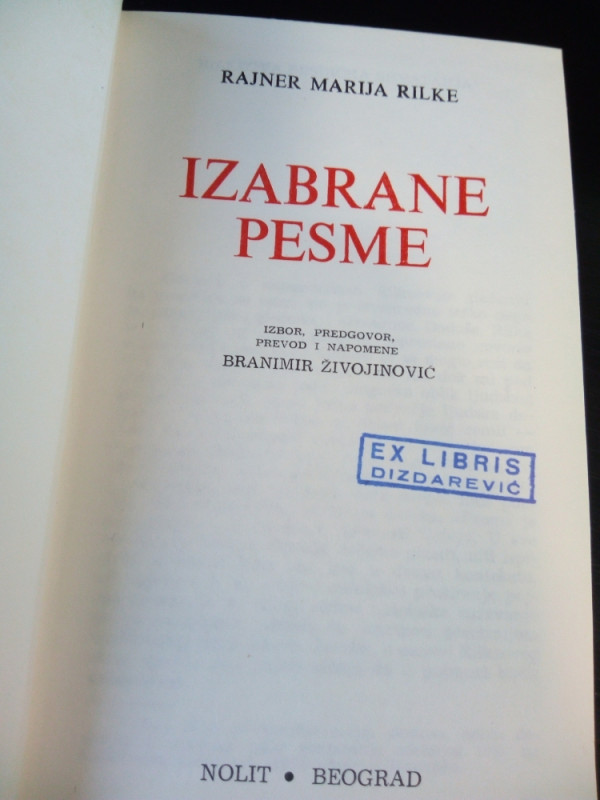 RAJNER MARIJA RILKE
IZABRANE
PESME
IZBOR, PREDGOVOR,
PREVOD I NAPOMENE
BRANIMIR ŽIVOJINOVIĆ
EX LIBRIS
DIZDAREVIĆ
NOLIT • BEOGRAD